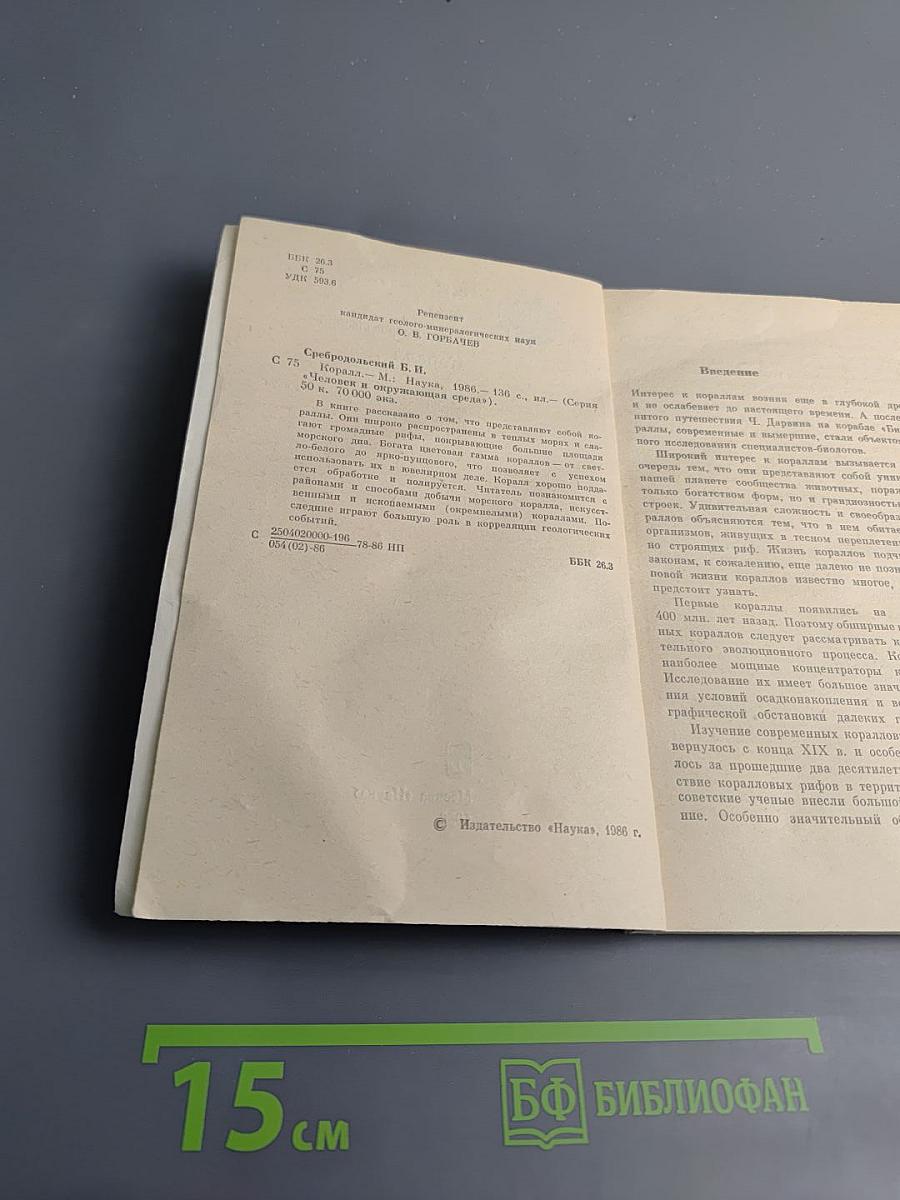 ББК 26.3
С 75
УДК 593.6
Рецензент
кандидат геолого-минералогических наук
О. В. ГОРБАЧЕВ
Сребродольский Б. И.
С 75 Коралл.— М.: Наука, 1986.— 136 с., ил.— (Серия
«Человек и окружающая среда»).
50 к. 70 000 экз.
В книге рассказано о том, что представляют собой ко-
раллы. Они широко распространены в теплых морях и сла-
гают громадные рифы, покрывающие большие площади
морского дна. Богата цветовая гамма кораллов — от свет-
ло-белого до ярко-пунцового, что позволяет с успехом
использовать их в ювелирном деле. Коралл хорошо подда-
ется обработке и полируется. Читатель познакомится с
районами и способами добычи морского коралла, искусст-
венными и ископаемыми (окремнелыми) кораллами. По-
следние играют большую роль в корреляции геологических
событий.
С 2504020000-196
054(02)-86 78-86 НП
ББК 26.3
© Издательство «Наука», 1986 г.
Введение
Интерес к кораллам возник еще в глубокой
и не ослабевает до настоящего времени. А после
нитого путешествия Ч. Дарвина на корабле
раллы, современные и вымершие, стали
ного исследования специалистов-биологов.
Широкий интерес к кораллам вызывается
очередь тем, что они представляют собой
нашей планете сообщества животных,
только богатством форм, но и
строек. Удивительная сложность и
раллов объясняются тем, что в нем
организмов, живущих в тесном
но строящих риф. Жизнь кораллов
законам, к сожалению, еще далеко не
повой жизни кораллов известно многое,
предстоит узнать.
Первые кораллы появились на
400 млн. лет назад. Поэтому обширные
ных кораллов следует рассматривать
тельного эволюционного процесса.
наиболее мощные концентраторы
Исследование их имеет большое
ния условий осадконакопления и
графической обстановки далеких
Изучение современных
вернулось с конца XIX в. и
лось за прошедшие два
ствие коралловых рифов в
советские ученые внесли
ние. Особенно значительный
15 см
БФ БИБЛИОФАН